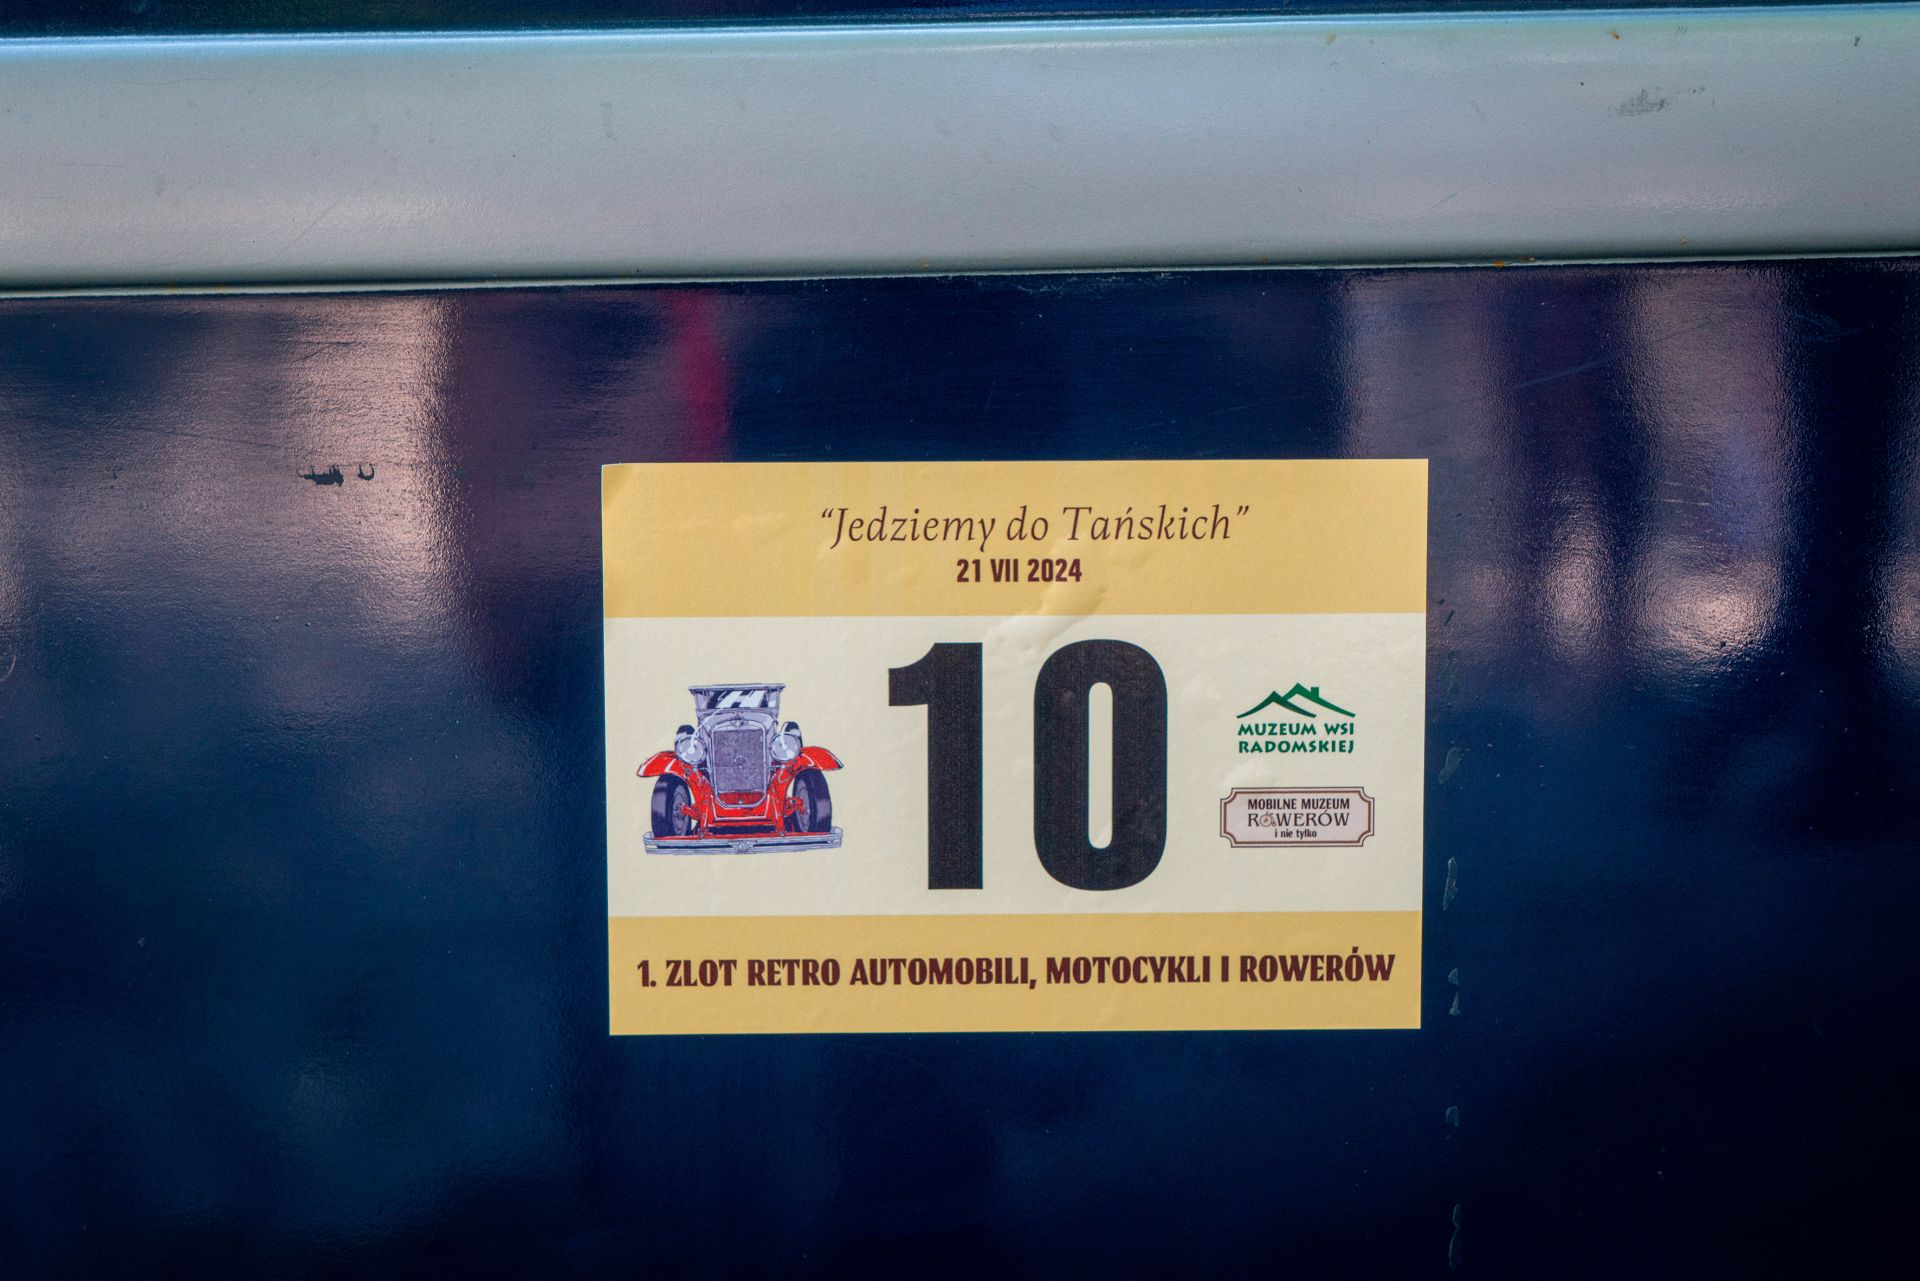 “Jedziemy do Tańskich”
21 VII 2024
10
MUZEUM WSI
RADOMSKIEJ
MOBILNE MUZEUM
ROWERÓW
i nie tylko
1. ZLOT RETRO AUTOMOBILI, MOTOCYKLI I ROWERÓW